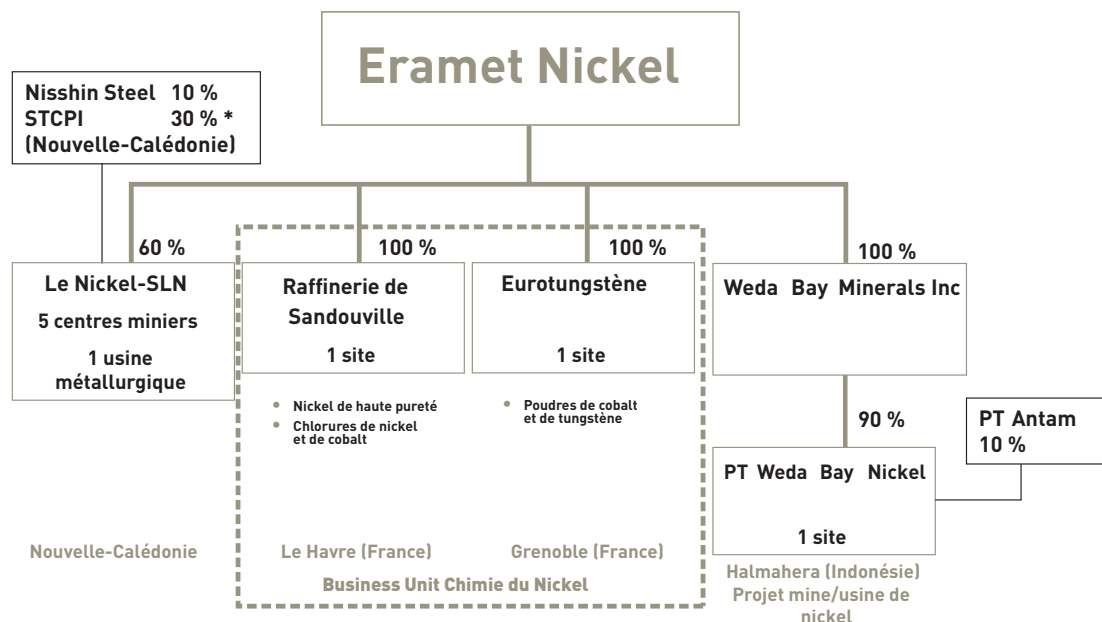 Eramet Nickel
Nisshin Steel 10 %
STCPI 30 % *
(Nouvelle-Calédonie)
60 %
100 %
100 %
100 %
Le Nickel-SLN
5 centres miniers
1 usine
métallurgique
Raffinerie de
Sandouville
1 site
Eurotungstène
1 site
Weda Bay Minerals Inc
• Nickel de haute pureté
• Chlorures de nickel
et de cobalt
• Poudres de cobalt
et de tungstène
90 %
PT Antam
10 %
PT Weda Bay Nickel
1 site
Nouvelle-Calédonie
Le Havre (France)
Grenoble (France)
Business Unit Chimie du Nickel
Halmahera (Indonésie)
Projet mine/usine de
nickel